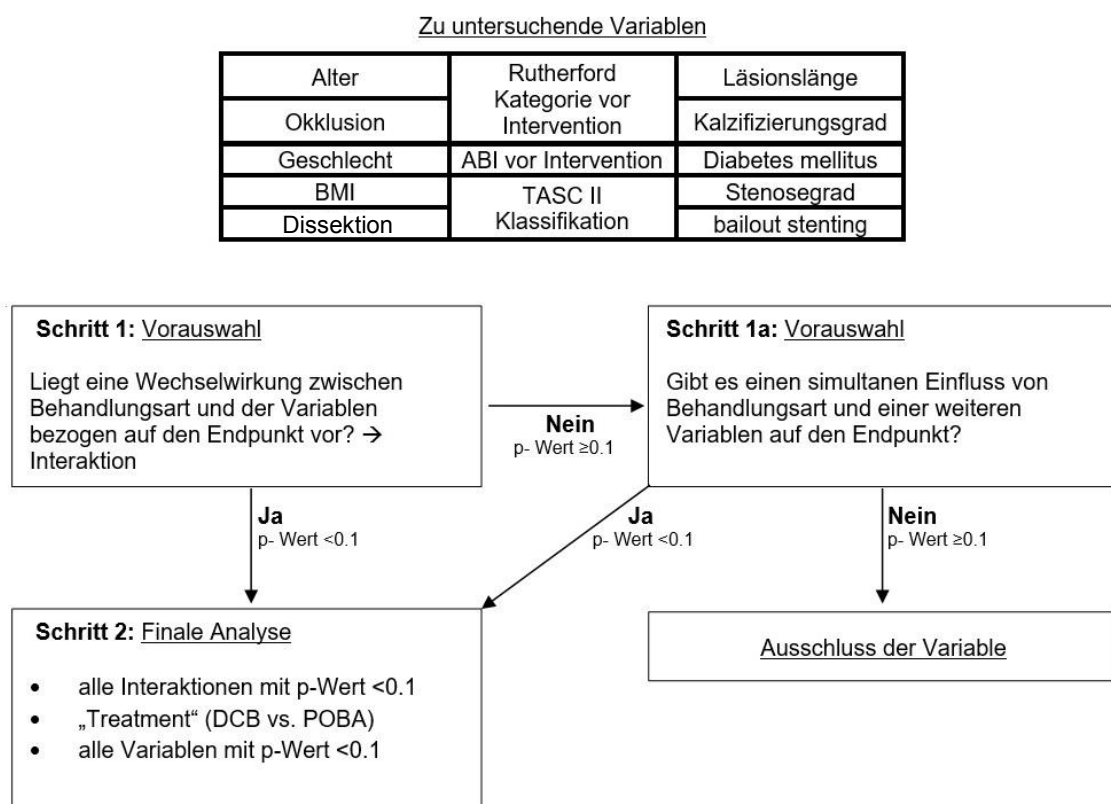 Zu untersuchende Variablen
Alter
Rutherford
Kategorie vor
Intervention
Läsionslänge
Okklusion
Kalzifizierungsgrad
Geschlecht
ABI vor Intervention
Diabetes mellitus
BMI
TASC II
Klassifikation
Stenosegrad
Dissektion
bailout stenting
Schritt 1: Vorauswahl
Liegt eine Wechselwirkung zwischen
Behandlungsart und der Variablen
bezogen auf den Endpunkt vor? →
Interaktion
Nein
p- Wert ≥0.1
Schritt 1a: Vorauswahl
Gibt es einen simultanen Einfluss von
Behandlungsart und einer weiteren
Variablen auf den Endpunkt?
Ja
p- Wert <0.1
Ja
p- Wert <0.1
Nein
p- Wert ≥0.1
Schritt 2: Finale Analyse
• alle Interaktionen mit p-Wert <0.1
• „Treatment“ (DCB vs. POBA)
• alle Variablen mit p-Wert <0.1
Ausschluss der Variable